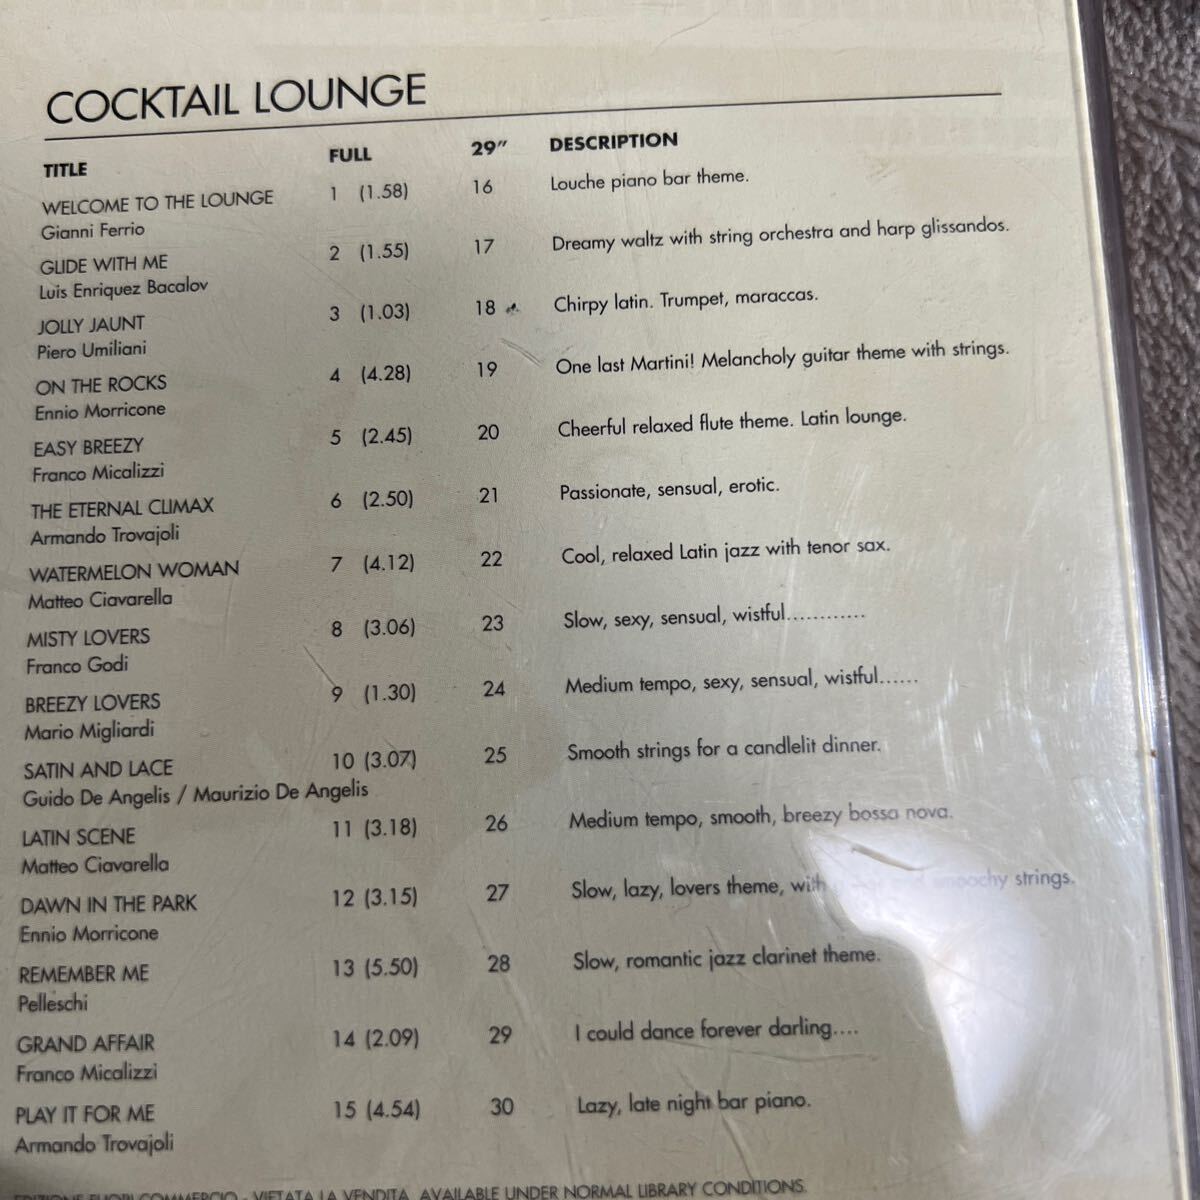 COCKTAIL LOUNGE
TITLE FULL 29" DESCRIPTION
WELCOME TO THE LOUNGE 1 (1.58) 16 Louche piano bar theme.
Gianni Ferrio
GLIDE WITH ME 2 (1.55) 17 Dreamy waltz with string orchestra and harp glissandos.
Luis Enriquez Bacalov
JOLLY JAUNT 3 (1.03) 18 Chirpy latin. Trumpet, maraccas.
Piero Umiliani
ON THE ROCKS 4 (4.28) 19 One last Martini! Melancholy guitar theme with strings.
Ennio Morricone
EASY BREEZY 5 (2.45) 20 Cheerful relaxed flute theme. Latin lounge.
Franco Micalizzi
THE ETERNAL CLIMAX 6 (2.50) 21 Passionate, sensual, erotic.
Armando Trovajoli
WATERMELON WOMAN 7 (4.12) 22 Cool, relaxed Latin jazz with tenor sax.
Matteo Ciavarella
MISTY LOVERS 8 (3.06) 23 Slow, sexy, sensual, wistful............
Franco Godi
BREEZY LOVERS 9 (1.30) 24 Medium tempo, sexy, sensual, wistful......
Mario Migliardi
SATIN AND LACE 10 (3.07) 25 Smooth strings for a candlelit dinner.
Guido De Angelis / Maurizio De Angelis
LATIN SCENE 11 (3.18) 26 Medium tempo, smooth, breezy bossa nova.
Matteo Ciavarella
DAWN IN THE PARK 12 (3.15) 27 Slow, lazy, lovers theme, with and smoochy strings.
Ennio Morricone
REMEMBER ME 13 (5.50) 28 Slow, romantic jazz clarinet theme.
Pelleschi
GRAND AFFAIR 14 (2.09) 29 I could dance forever darling....
Franco Micalizzi
PLAY IT FOR ME 15 (4.54) 30 Lazy, late night bar piano.
Armando Trovajoli
EDIZIONE FUORI COMMERCIO - VIETATA LA VENDITA. AVAILABLE UNDER NORMAL LIBRARY CONDITIONS.